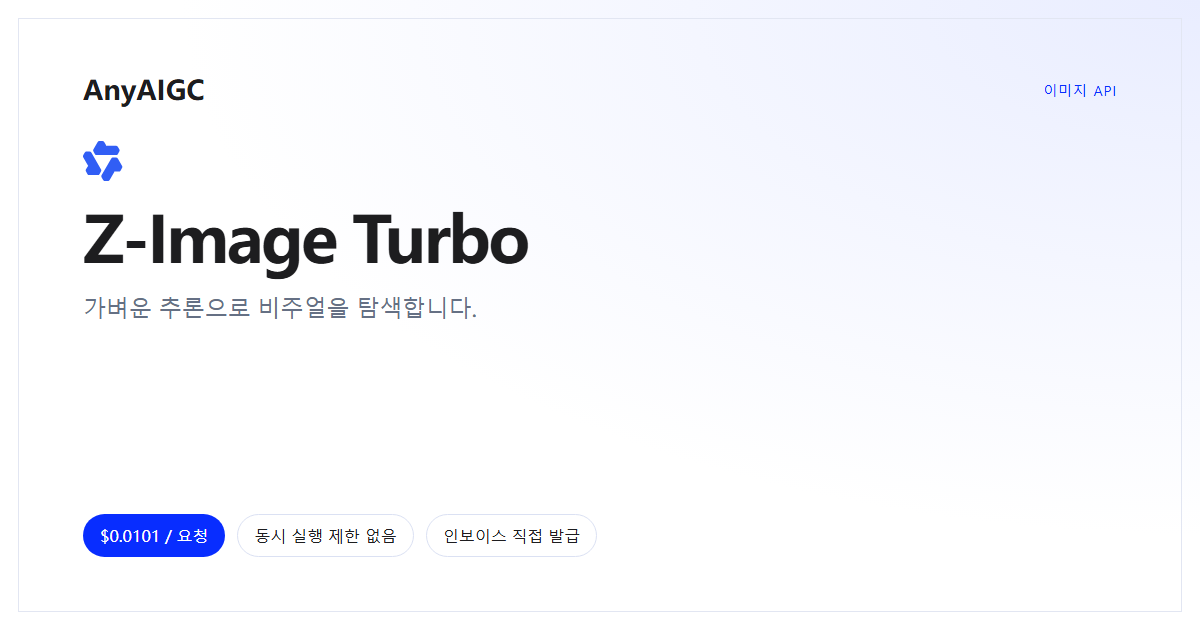 AnyAIGC
이미지 API
Z-Image Turbo
가벼운 추론으로 비주얼을 탐색합니다.
$0.0101 / 요청
동시 실행 제한 없음
인보이스 직접 발급